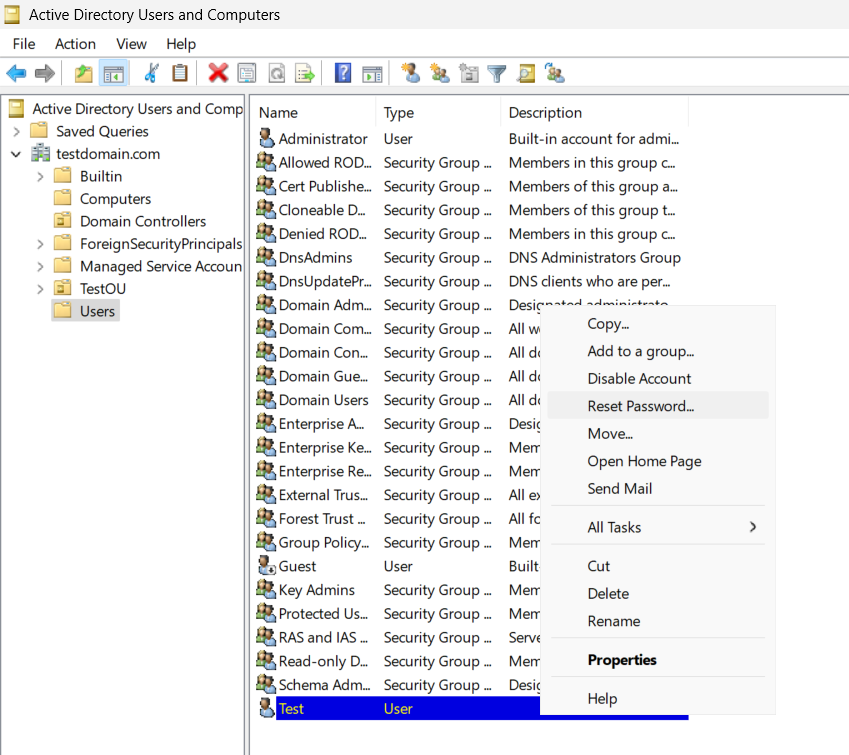 Active Directory Users and Computers
File Action View Help
Active Directory Users and Comp
Saved Queries
testdomain.com
Builtin
Computers
Domain Controllers
ForeignSecurityPrincipals
Managed Service Accoun
TestOU
Users
Name Type Description
Administrator User Built-in account for admi...
Allowed ROD... Security Group ... Members in this group c...
Cert Publishe... Security Group ... Members of this group a...
Cloneable D... Security Group ... Members of this group t...
Denied ROD... Security Group ... Members in this group c...
DnsAdmins Security Group ... DNS Administrators Group
DnsUpdatePr... Security Group ... DNS clients who are per...
Domain Adm... Security Group ... Designated administrato...
Domain Com... Security Group ... All w
Domain Con... Security Group ... All do
Domain Gue... Security Group ... All do
Domain Users Security Group ... All do
Enterprise A... Security Group ... Desig
Enterprise Ke... Security Group ... Mem
Enterprise Re... Security Group ... Mem
External Trus... Security Group ... All ex
Forest Trust ... Security Group ... All fo
Group Policy... Security Group ... Mem
Guest User Built-
Key Admins Security Group ... Mem
Protected Us... Security Group ... Mem
RAS and IAS ... Security Group ... Serve
Read-only D... Security Group ... Mem
Schema Adm... Security Group ... Desig
Test User
Copy...
Add to a group...
Disable Account
Reset Password...
Move...
Open Home Page
Send Mail
All Tasks
Cut
Delete
Rename
Properties
Help